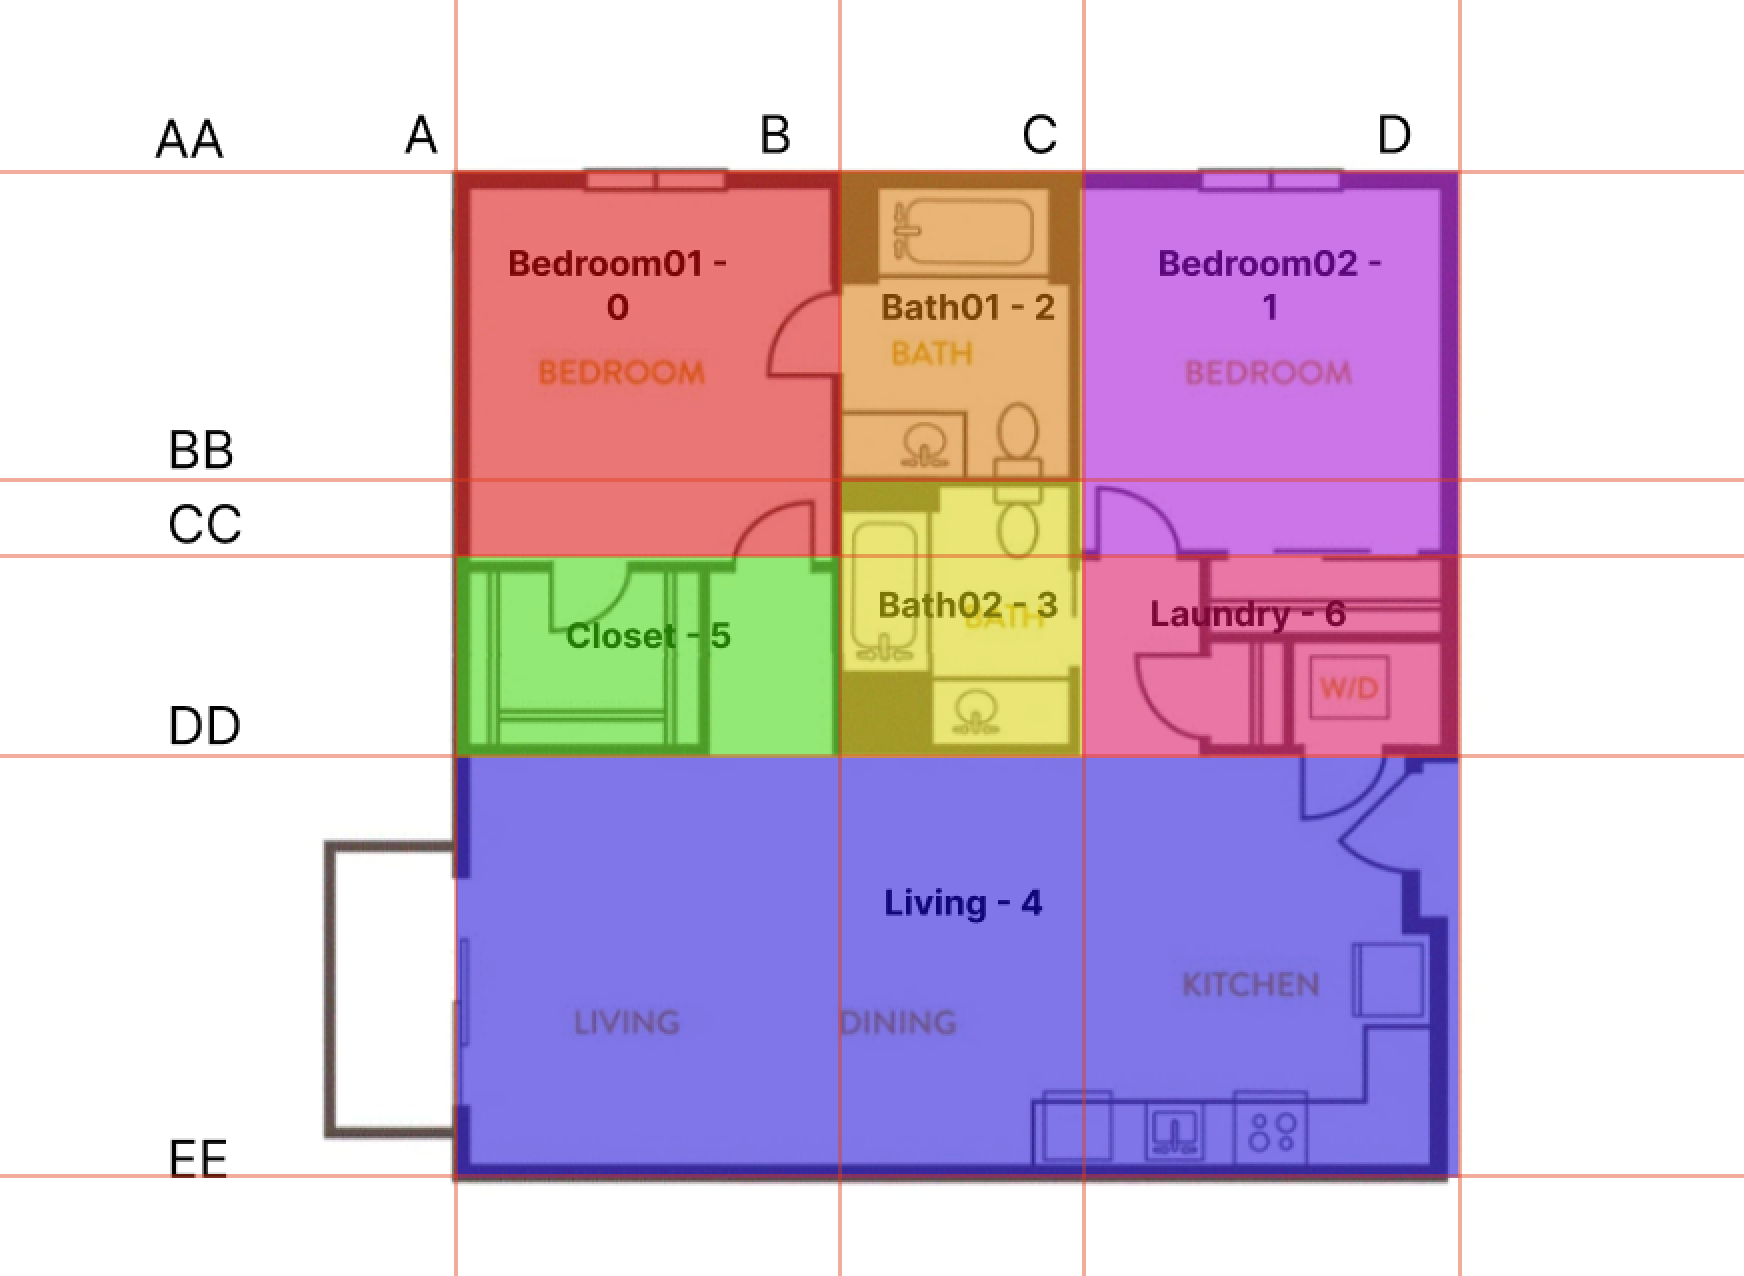 AA
A
B
C
D
Bedroom01 -
0
Bath01 - 2
Bedroom02 -
1
BEDROOM
BATH
BEDROOM
BB
CC
Closet - 5
Bath02 - 3
BATH
Laundry - 6
W/D
DD
Living - 4
KITCHEN
LIVING
DINING
EE